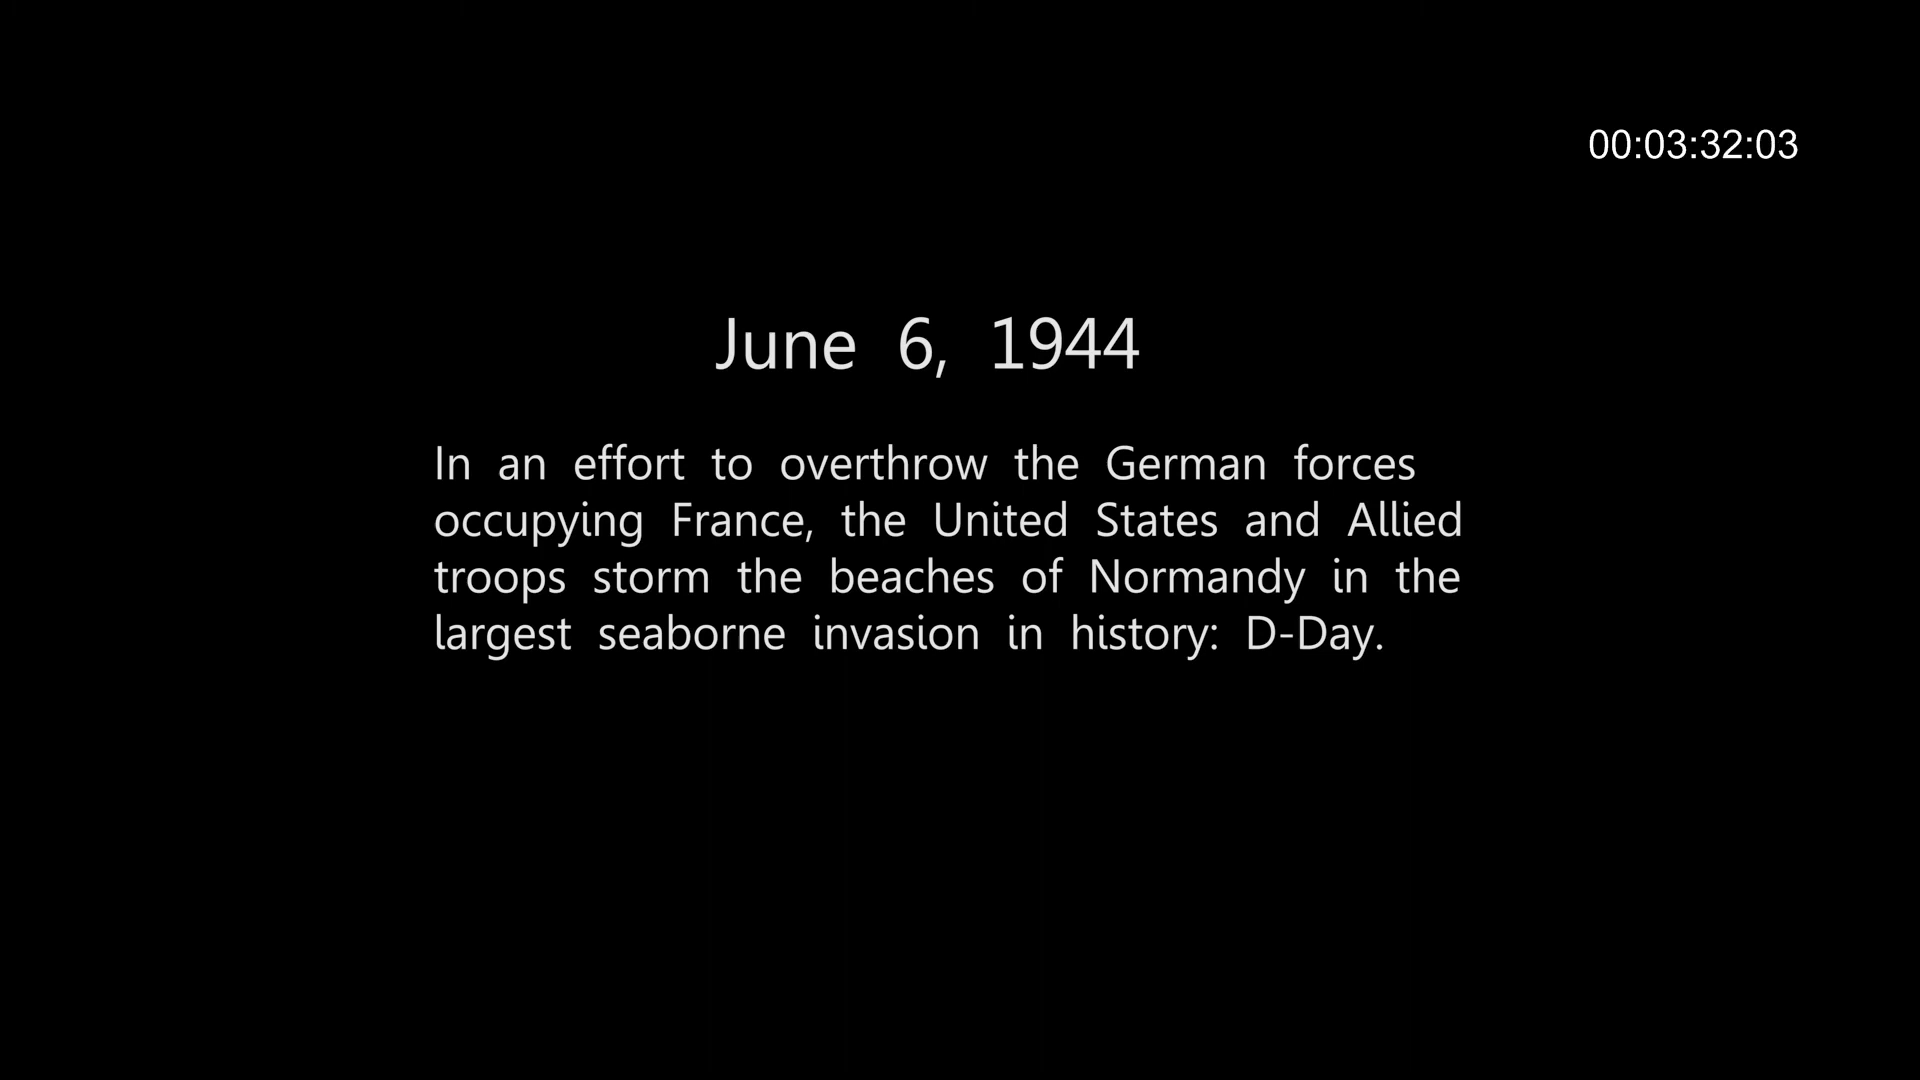 00:03:32:03
June 6, 1944
In an effort to overthrow the German forces
occupying France, the United States and Allied
troops storm the beaches of Normandy in the
largest seaborne invasion in history: D-Day.